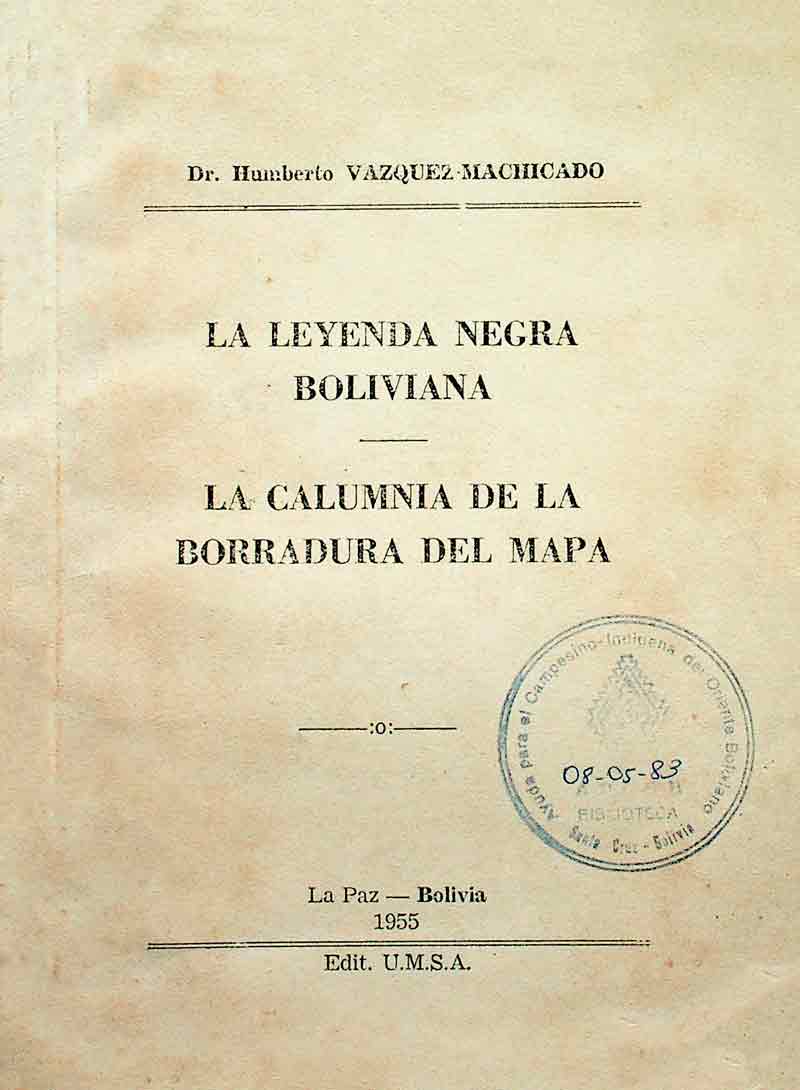 Dr. Humberto VAZQUEZ-MACHICADO
LA LEYENDA NEGRA
BOLIVIANA
LA CALUMNIA DE LA
BORRADURA DEL MAPA
——:o:——
Ayuda para el Campesino-Indigena del Oriente Boliviano
08-05-83
BIBLIOTECA
Santa Cruz - Bolivia
La Paz — Bolivia
1955
Edit. U.M.S.A.